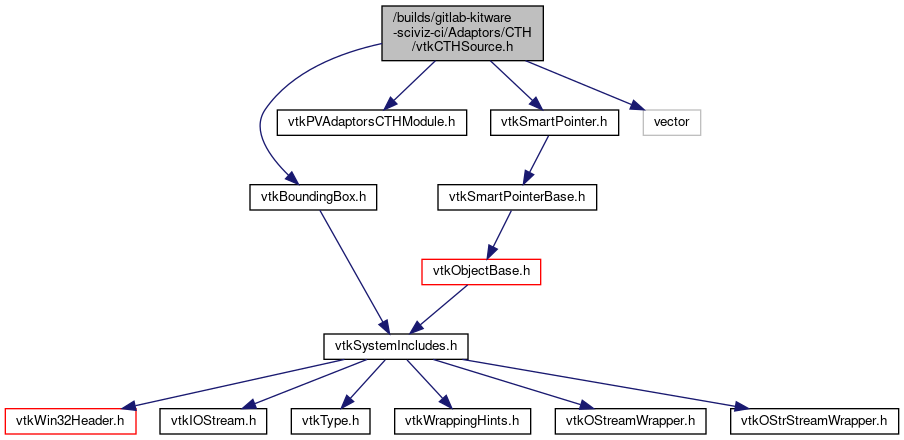 /builds/gitlab-kitware
-sciviz-ci/Adaptors/CTH
/vtkCTHSource.h
vtkPVAdaptorsCTHModule.h
vtkSmartPointer.h
vector
vtkBoundingBox.h
vtkSmartPointerBase.h
vtkObjectBase.h
vtkSystemIncludes.h
vtkWin32Header.h
vtkIOStream.h
vtkType.h
vtkWrappingHints.h
vtkOStreamWrapper.h
vtkOStrStreamWrapper.h